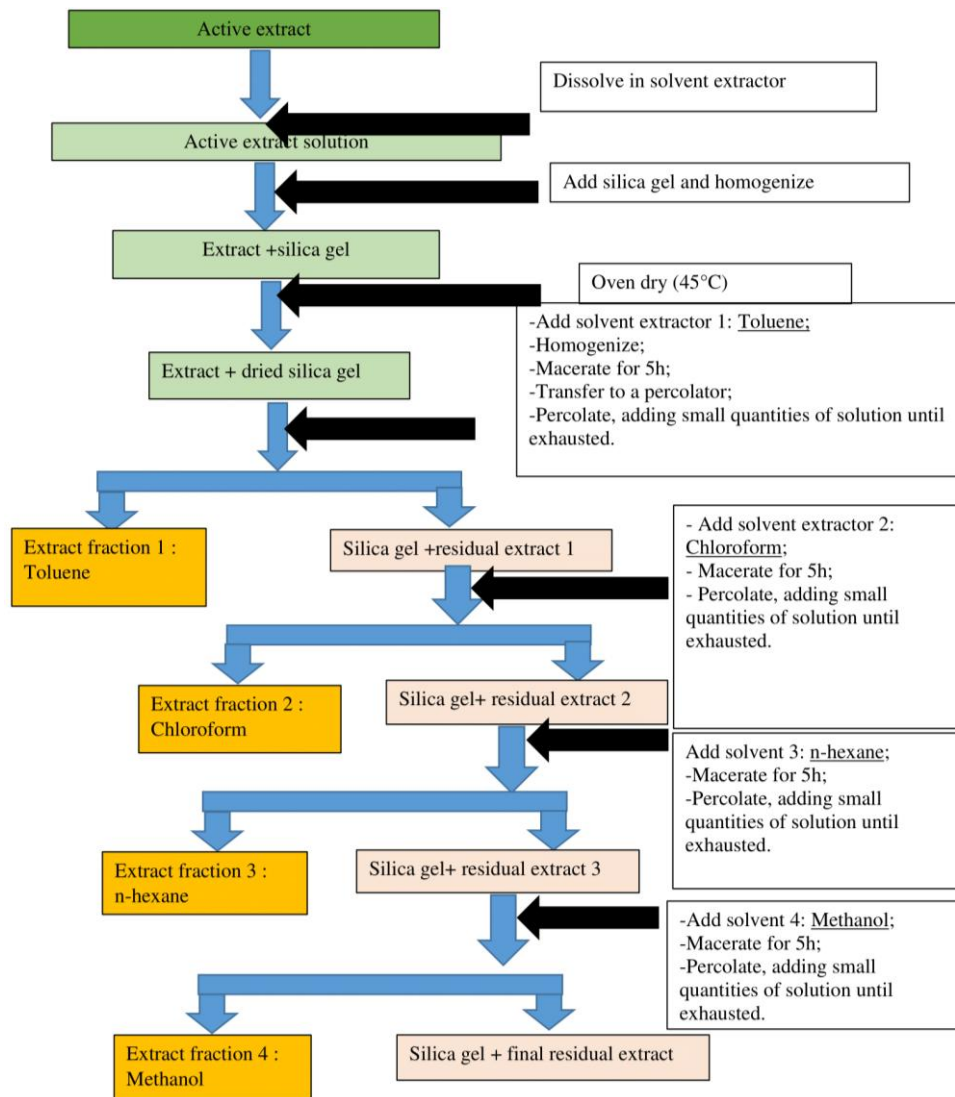 Active extract
Dissolve in solvent extractor
Active extract solution
Add silica gel and homogenize
Extract +silica gel
Oven dry (45°C)
-Add solvent extractor 1: Toluene;
-Homogenize;
-Macerate for 5h;
-Transfer to a percolator;
-Percolate, adding small quantities of solution until
exhausted.
Extract + dried silica gel
Extract fraction 1 :
Toluene
Silica gel +residual extract 1
- Add solvent extractor 2:
Chloroform;
- Macerate for 5h;
- Percolate, adding small
quantities of solution until
exhausted.
Extract fraction 2 :
Chloroform
Silica gel+ residual extract 2
Add solvent 3: n-hexane;
-Macerate for 5h;
-Percolate, adding small
quantities of solution until
exhausted.
Extract fraction 3 :
n-hexane
Silica gel+ residual extract 3
-Add solvent 4: Methanol;
-Macerate for 5h;
-Percolate, adding small
quantities of solution until
exhausted.
Extract fraction 4 :
Methanol
Silica gel + final residual extract